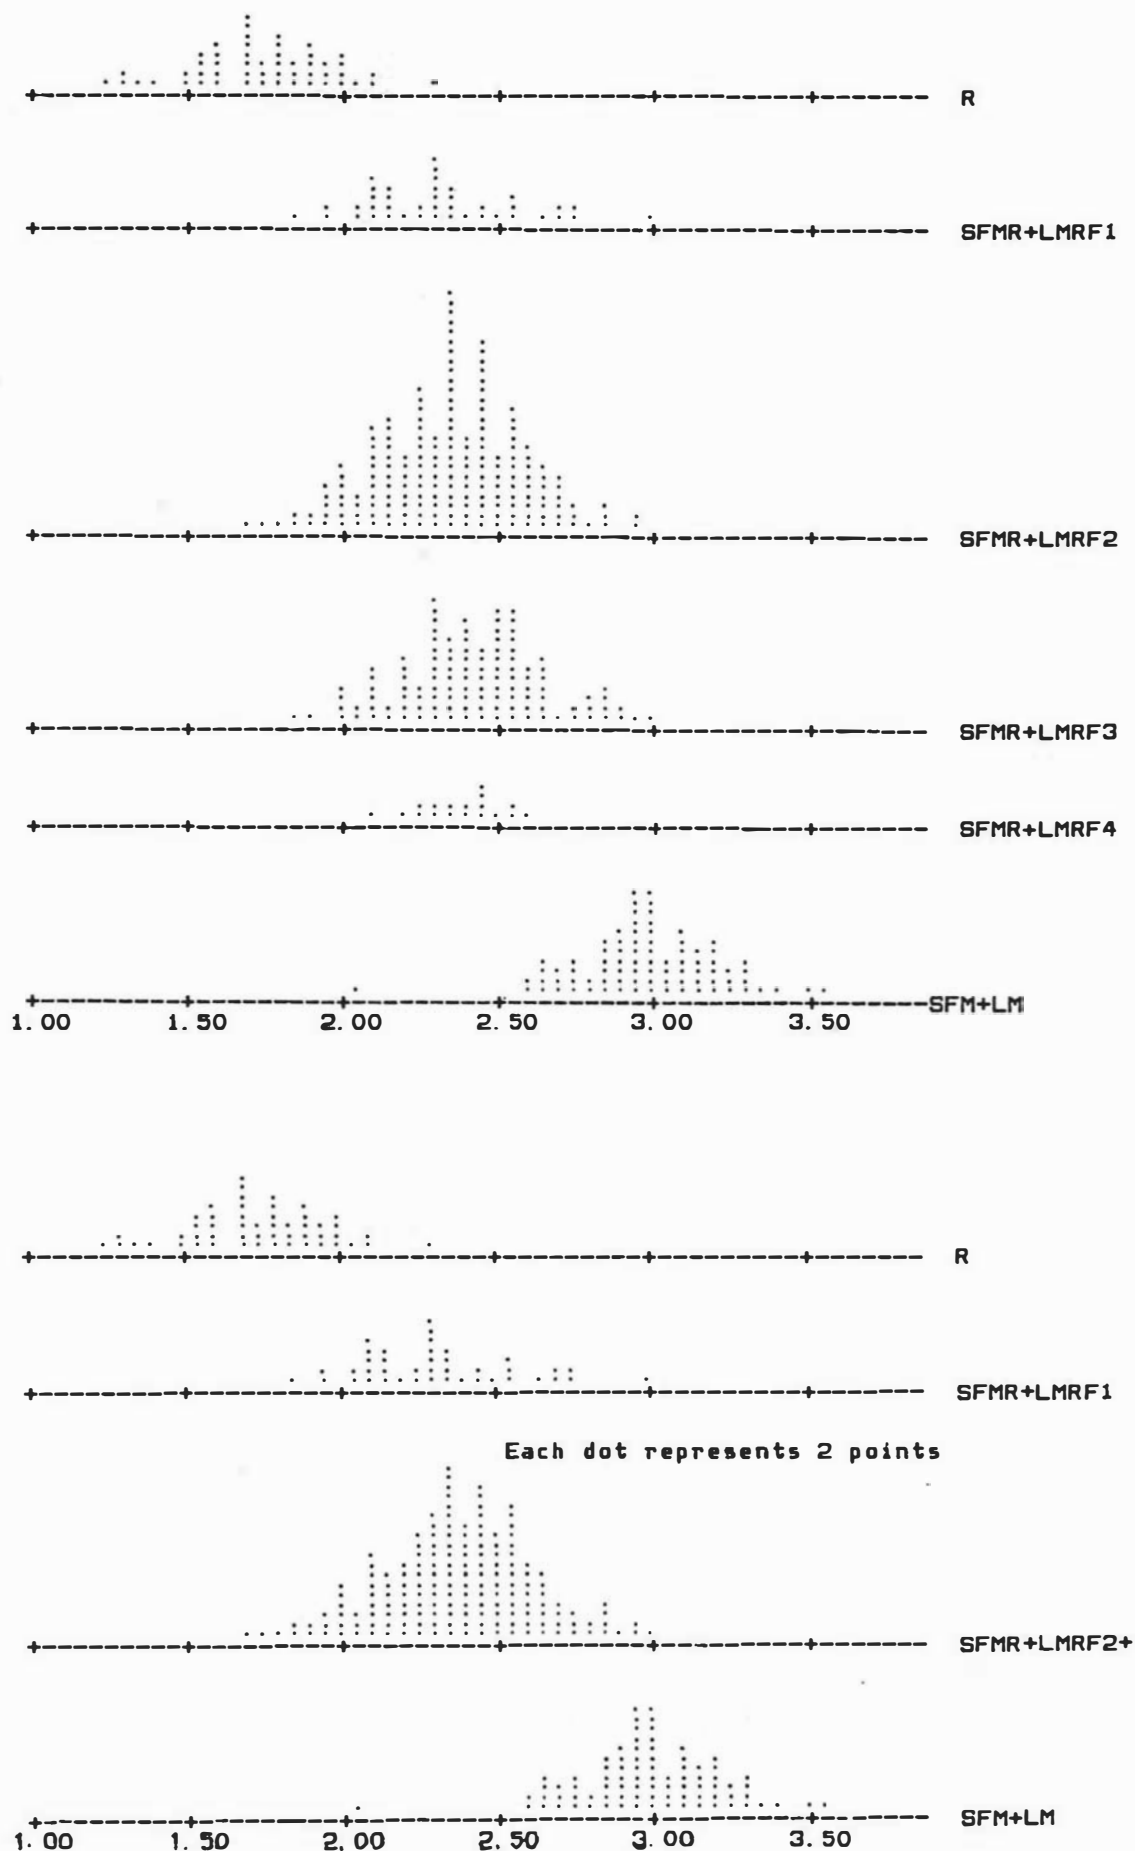 R
SFMR+LMRF1
SFMR+LMRF2
SFMR+LMRF3
SFMR+LMRF4
SFM+LM
1.00 1.50 2.00 2.50 3.00 3.50
R
SFMR+LMRF1
Each dot represents 2 points
SFMR+LMRF2+
SFM+LM
1.00 1.50 2.00 2.50 3.00 3.50